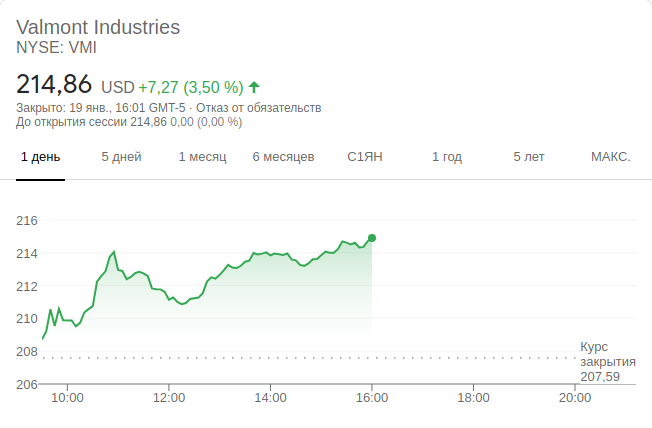 Valmont Industries
NYSE: VMI
214,86 USD +7,27 (3,50 %)
Закрыто: 19 янв., 16:01 GMT-5 · Отказ от обязательств
До открытия сессии 214,86 0,00 (0,00 %)
1 день 5 дней 1 месяц 6 месяцев С1ЯН 1 год 5 лет МАКС.
216
214
212
210
208
206
Курс
закрытия
207,59
10:00 12:00 14:00 16:00 18:00 20:00